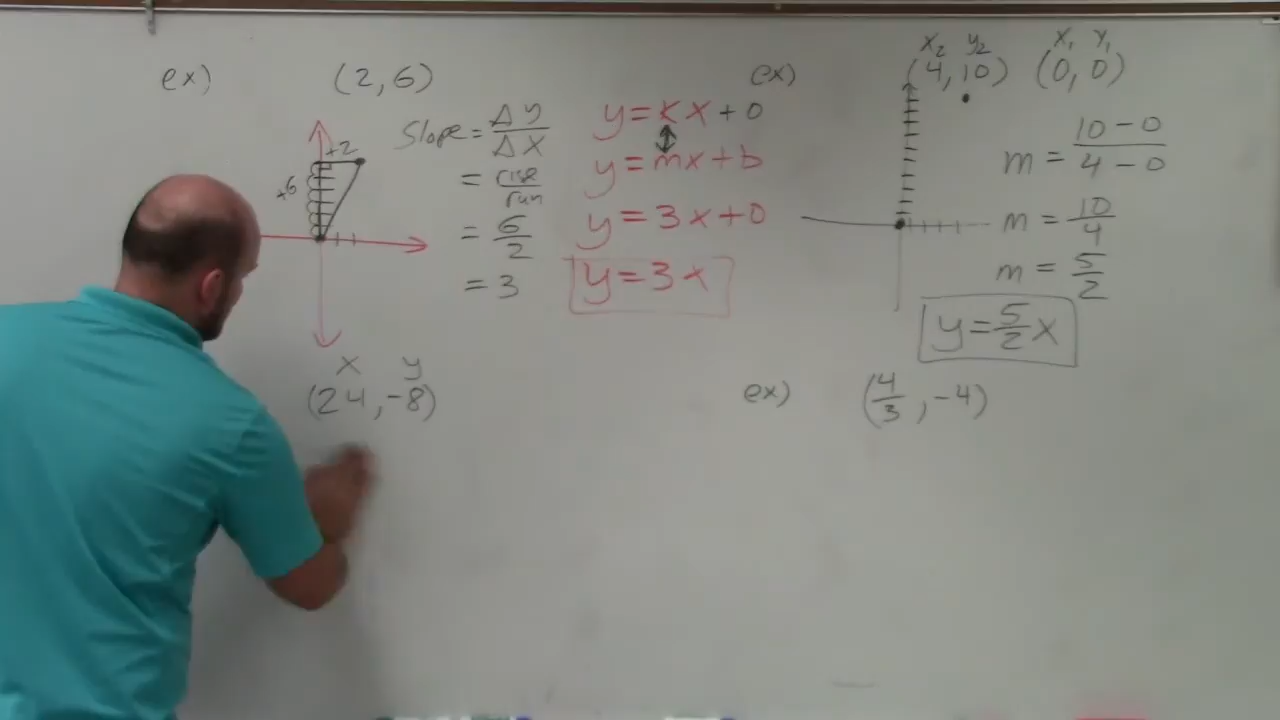 ex) (2, 6)
+2
+6
Slope = Δy/Δx
= rise/run
= 6/2
= 3
y = kx + 0
y = mx + b
y = 3x + 0
y = 3x
ex) x₂ y₂ x₁ y₁
(4, 10) (0, 0)
m = (10 - 0)/(4 - 0)
m = 10/4
m = 5/2
y = 5/2 x
x y
(24, -8)
ex) (4/3, -4)